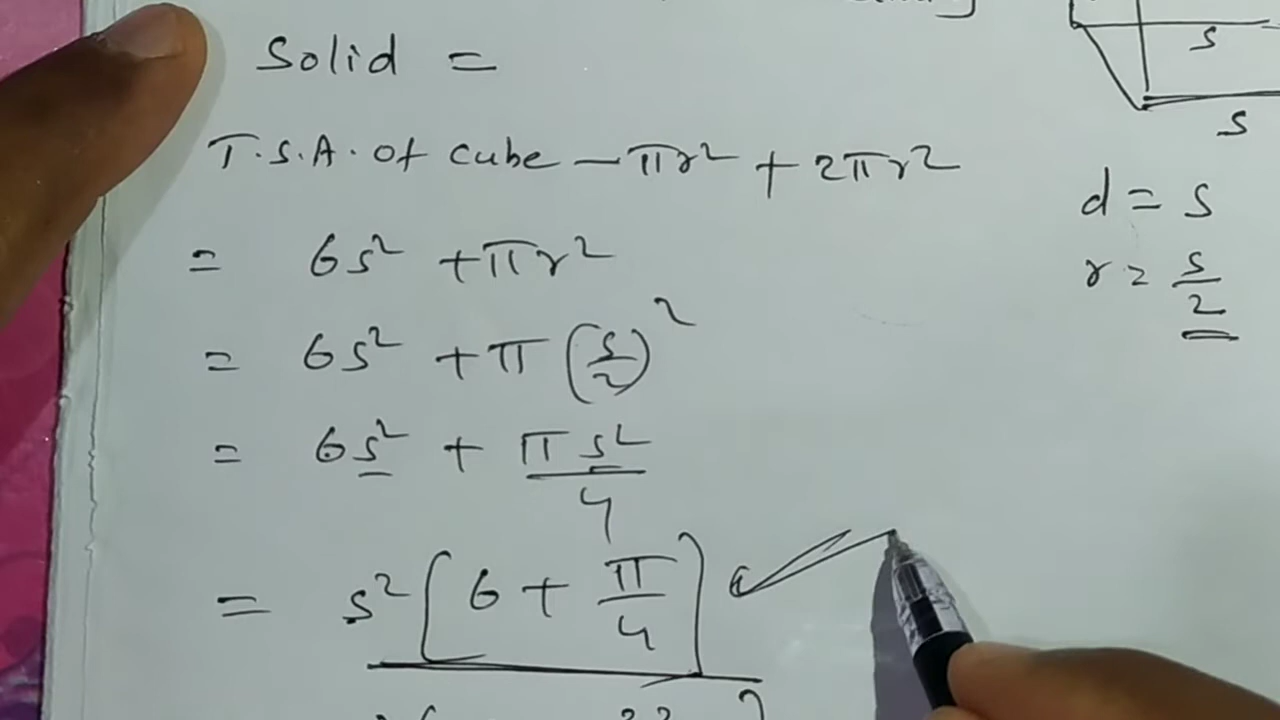 Solid =
T.S.A. of cube - πr² + 2πr²
= 6s² + πr²
= 6s² + π (s/2)²
= 6s² + πs²/4
= s² [6 + π/4]
s
s
d = s
r = s/2